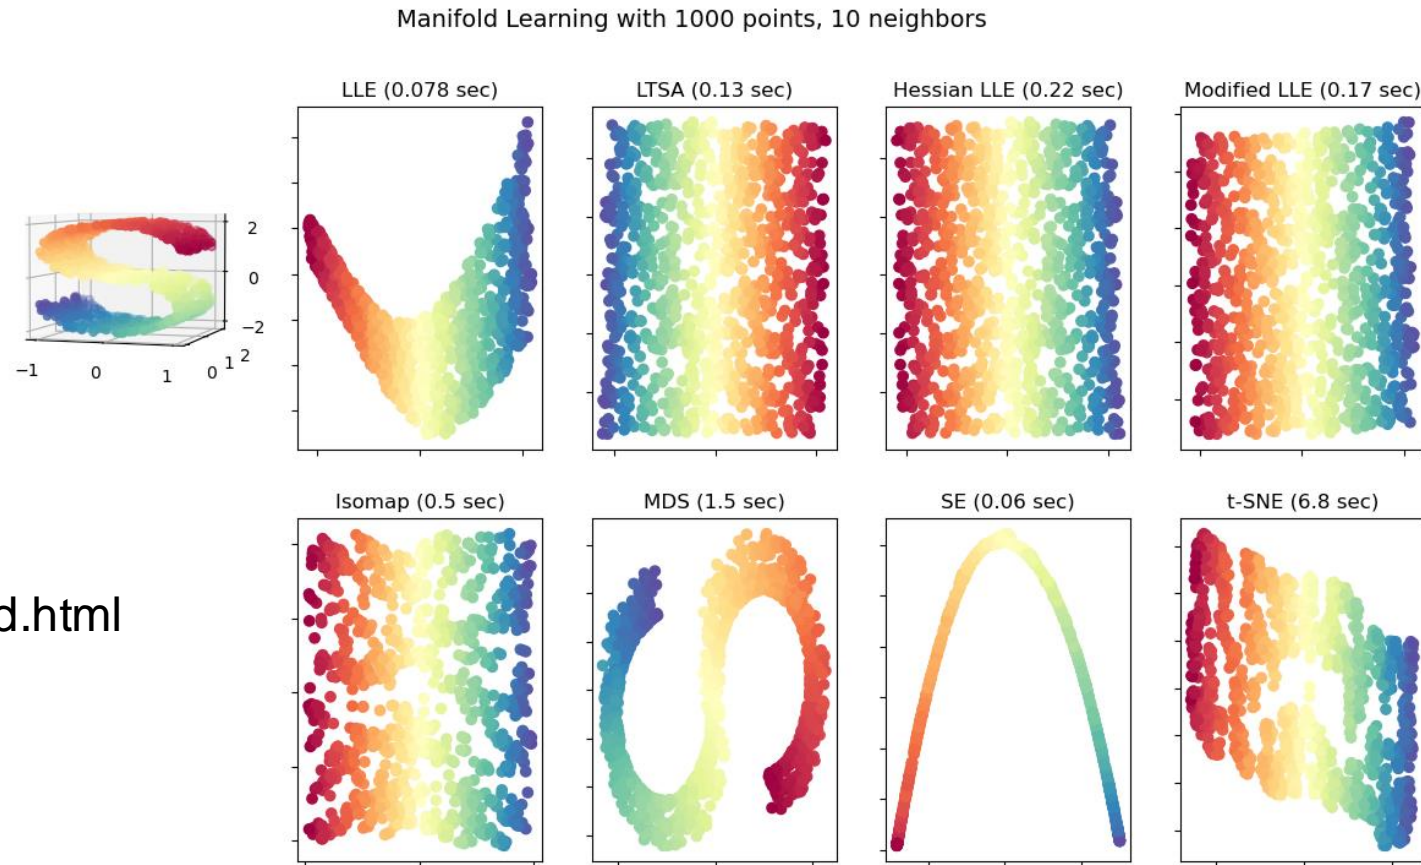 Manifold Learning with 1000 points, 10 neighbors
LLE (0.078 sec)
LTSA (0.13 sec)
Hessian LLE (0.22 sec)
Modified LLE (0.17 sec)
2
0
−2
−1
0
1
0
1
2
Isomap (0.5 sec)
MDS (1.5 sec)
SE (0.06 sec)
t-SNE (6.8 sec)
d.html